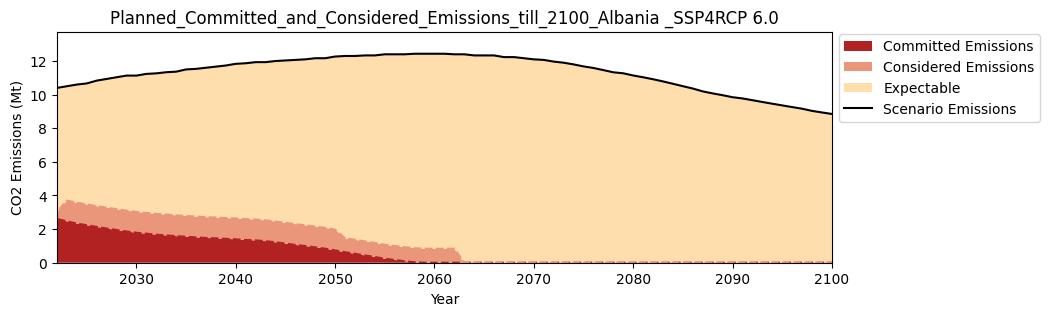 Planned_Committed_and_Considered_Emissions_till_2100_Albania _SSP4RCP 6.0
Committed Emissions
Considered Emissions
Expectable
Scenario Emissions
CO2 Emissions (Mt)
12
10
8
6
4
2
0
2030 2040 2050 2060 2070 2080 2090 2100
Year